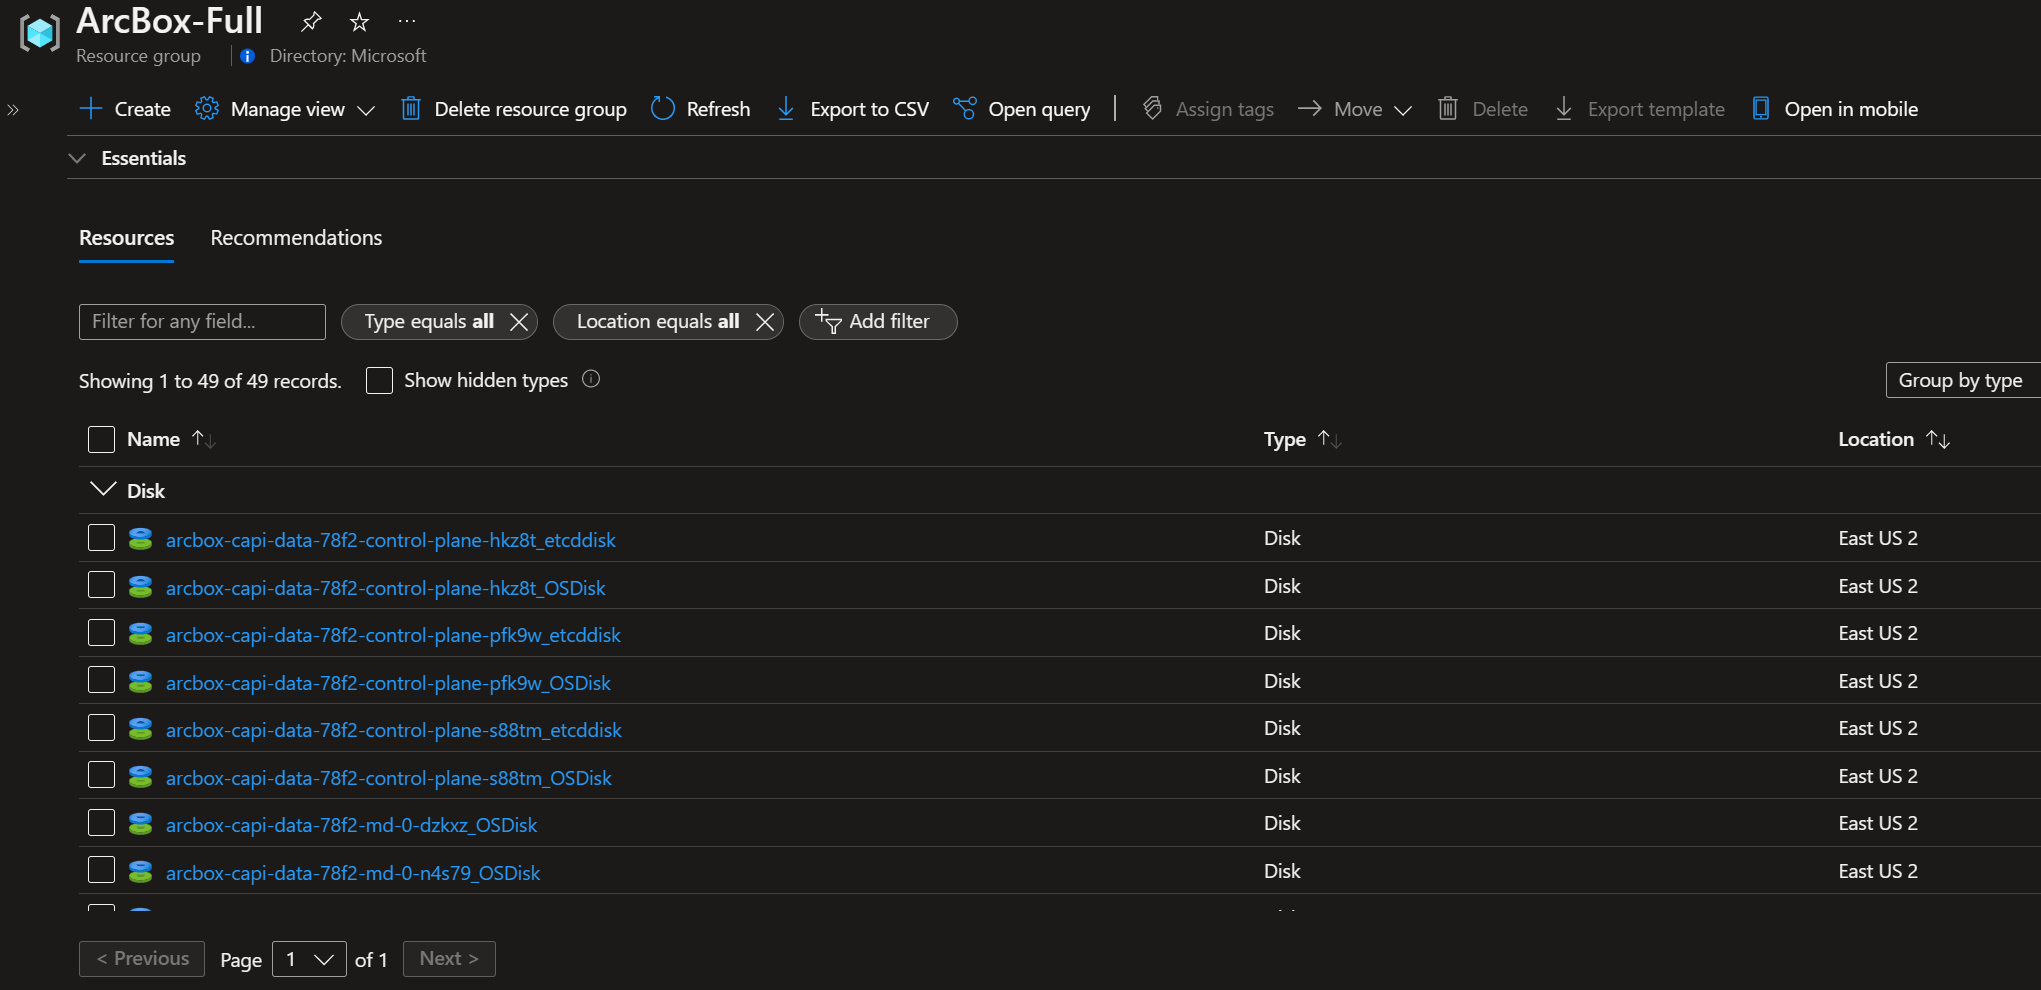 ArcBox-Full
Resource group Directory: Microsoft
Create Manage view Delete resource group Refresh Export to CSV Open query Assign tags Move Delete Export template Open in mobile
Essentials
Resources Recommendations
Filter for any field... Type equals all Location equals all Add filter
Showing 1 to 49 of 49 records. Show hidden types Group by type
Name Type Location
Disk
arcbox-capi-data-78f2-control-plane-hkz8t_etcddisk Disk East US 2
arcbox-capi-data-78f2-control-plane-hkz8t_OSDisk Disk East US 2
arcbox-capi-data-78f2-control-plane-pfk9w_etcddisk Disk East US 2
arcbox-capi-data-78f2-control-plane-pfk9w_OSDisk Disk East US 2
arcbox-capi-data-78f2-control-plane-s88tm_etcddisk Disk East US 2
arcbox-capi-data-78f2-control-plane-s88tm_OSDisk Disk East US 2
arcbox-capi-data-78f2-md-0-dzkxz_OSDisk Disk East US 2
arcbox-capi-data-78f2-md-0-n4s79_OSDisk Disk East US 2
< Previous Page 1 of 1 Next >